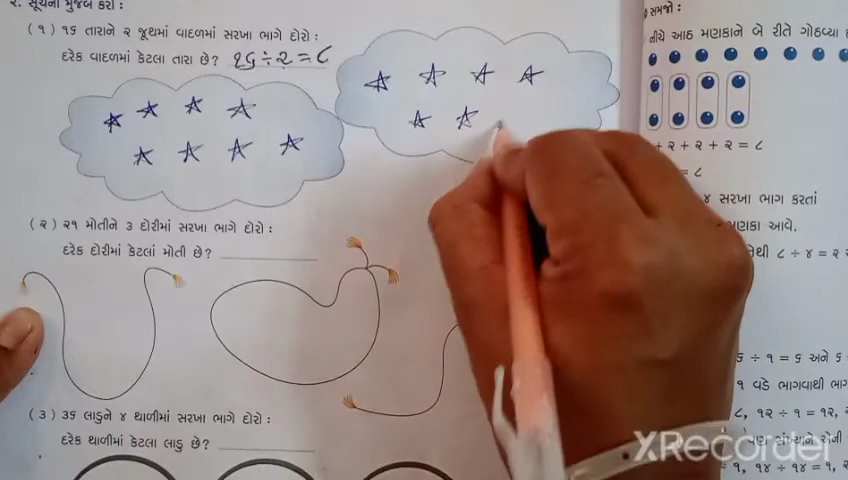 ૨. સૂચના મુજબ કરો :
(૧) ૧૬ તારાને ૨ જૂથમાં વાદળમાં સરખા ભાગે દોરો :
દરેક વાદળમાં કેટલા તારા છે? ૧૬ ÷ ૨ = ૮
(૨) ૨૧ મોતીને ૩ દોરીમાં સરખા ભાગે દોરો :
દરેક દોરીમાં કેટલાં મોતી છે?
(૩) ૩૬ લાડુને ૪ થાળીમાં સરખા ભાગે દોરો :
દરેક થાળીમાં કેટલા લાડુ છે?
સમજો :
નીચે આઠ મણકાને બે રીતે ગોઠવ્યા
+ ૨ + ૨ + ૨ = ૮
= ૮
૪ સરખા ભાગ કરતાં
મણકા આવે.
૮ ÷ ૪ = ૨
૬ ÷ ૧ = ૬ અને ૬
૧ વડે ભાગવાથી
૮, ૧૨ ÷ ૧ = ૧૨,
= ૧, ૧૪ ÷ ૧૪ = ૧,
XRecorder